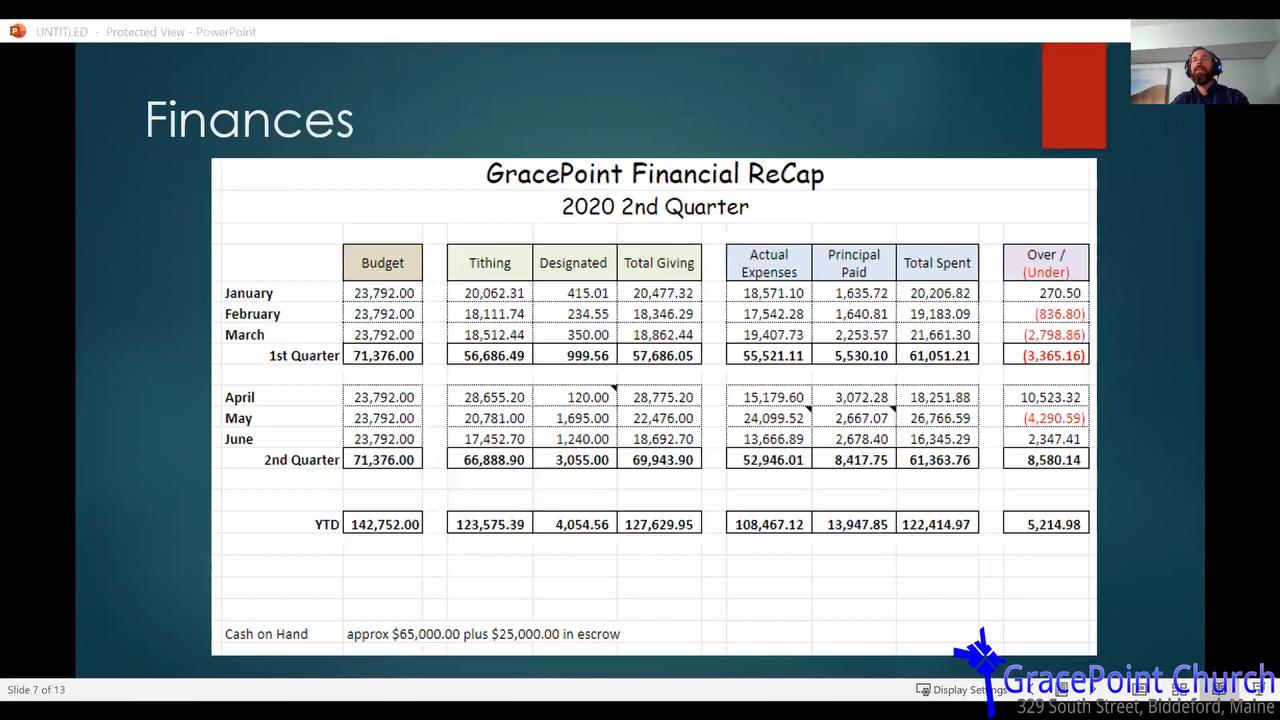 UNTITLED - Protected View - PowerPoint
Finances
GracePoint Financial ReCap
2020 2nd Quarter
Budget Tithing Designated Total Giving Actual Expenses Principal Paid Total Spent Over / (Under)
January 23,792.00 20,062.31 415.01 20,477.32 18,571.10 1,635.72 20,206.82 270.50
February 23,792.00 18,111.74 234.55 18,346.29 17,542.28 1,640.81 19,183.09 (836.80)
March 23,792.00 18,512.44 350.00 18,862.44 19,407.73 2,253.57 21,661.30 (2,798.86)
1st Quarter 71,376.00 56,686.49 999.56 57,686.05 55,521.11 5,530.10 61,051.21 (3,365.16)
April 23,792.00 28,655.20 120.00 28,775.20 15,179.60 3,072.28 18,251.88 10,523.32
May 23,792.00 20,781.00 1,695.00 22,476.00 24,099.52 2,667.07 26,766.59 (4,290.59)
June 23,792.00 17,452.70 1,240.00 18,692.70 13,666.89 2,678.40 16,345.29 2,347.41
2nd Quarter 71,376.00 66,888.90 3,055.00 69,943.90 52,946.01 8,417.75 61,363.76 8,580.14
YTD 142,752.00 123,575.39 4,054.56 127,629.95 108,467.12 13,947.85 122,414.97 5,214.98
Cash on Hand approx $65,000.00 plus $25,000.00 in escrow
Slide 7 of 13
Display Settings
GracePoint Church
329 South Street, Biddeford, Maine